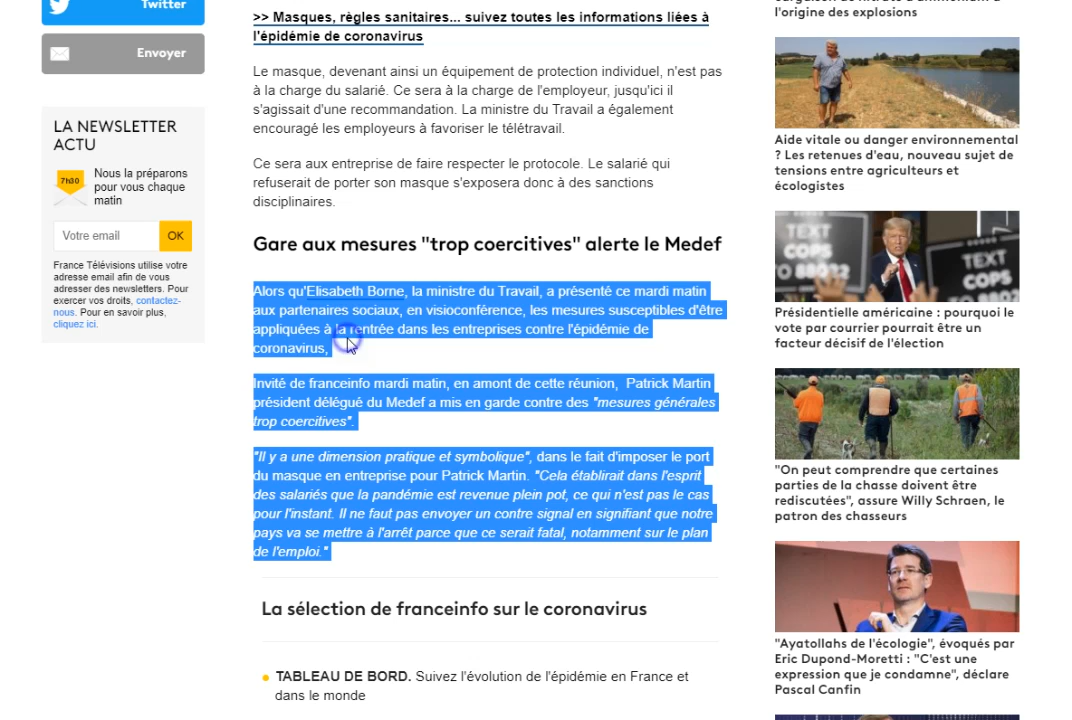 Twitter
Envoyer
LA NEWSLETTER
ACTU
7h30
Nous la préparons
pour vous chaque
matin
Votre email
OK
France Télévisions utilise votre
adresse email afin de vous
adresser des newsletters. Pour
exercer vos droits, contactez-
nous. Pour en savoir plus,
cliquez ici.
>> Masques, règles sanitaires... suivez toutes les informations liées à
l'épidémie de coronavirus
Le masque, devenant ainsi un équipement de protection individuel, n'est pas
à la charge du salarié. Ce sera à la charge de l'employeur, jusqu'ici il
s'agissait d'une recommandation. La ministre du Travail a également
encouragé les employeurs à favoriser le télétravail.
Ce sera aux entreprise de faire respecter le protocole. Le salarié qui
refuserait de porter son masque s'exposera donc à des sanctions
disciplinaires.
Gare aux mesures "trop coercitives" alerte le Medef
Alors qu'Elisabeth Borne, la ministre du Travail, a présenté ce mardi matin
aux partenaires sociaux, en visioconférence, les mesures susceptibles d'être
appliquées à la rentrée dans les entreprises contre l'épidémie de
coronavirus,
Invité de franceinfo mardi matin, en amont de cette réunion, Patrick Martin
président délégué du Medef a mis en garde contre des "mesures générales
trop coercitives".
"Il y a une dimension pratique et symbolique", dans le fait d'imposer le port
du masque en entreprise pour Patrick Martin. "Cela établirait dans l'esprit
des salariés que la pandémie est revenue plein pot, ce qui n'est pas le cas
pour l'instant. Il ne faut pas envoyer un contre signal en signifiant que notre
pays va se mettre à l'arrêt parce que ce serait fatal, notamment sur le plan
de l'emploi."
La sélection de franceinfo sur le coronavirus
TABLEAU DE BORD. Suivez l'évolution de l'épidémie en France et
dans le monde
l'origine des explosions
Aide vitale ou danger environnemental
? Les retenues d'eau, nouveau sujet de
tensions entre agriculteurs et
écologistes
TEXT
COPS
TO 88022
TEXT
COPS
Présidentielle américaine : pourquoi le
vote par courrier pourrait être un
facteur décisif de l'élection
"On peut comprendre que certaines
parties de la chasse doivent être
rediscutées", assure Willy Schraen, le
patron des chasseurs
"Ayatollahs de l'écologie", évoqués par
Eric Dupond-Moretti : "C'est une
expression que je condamne", déclare
Pascal Canfin